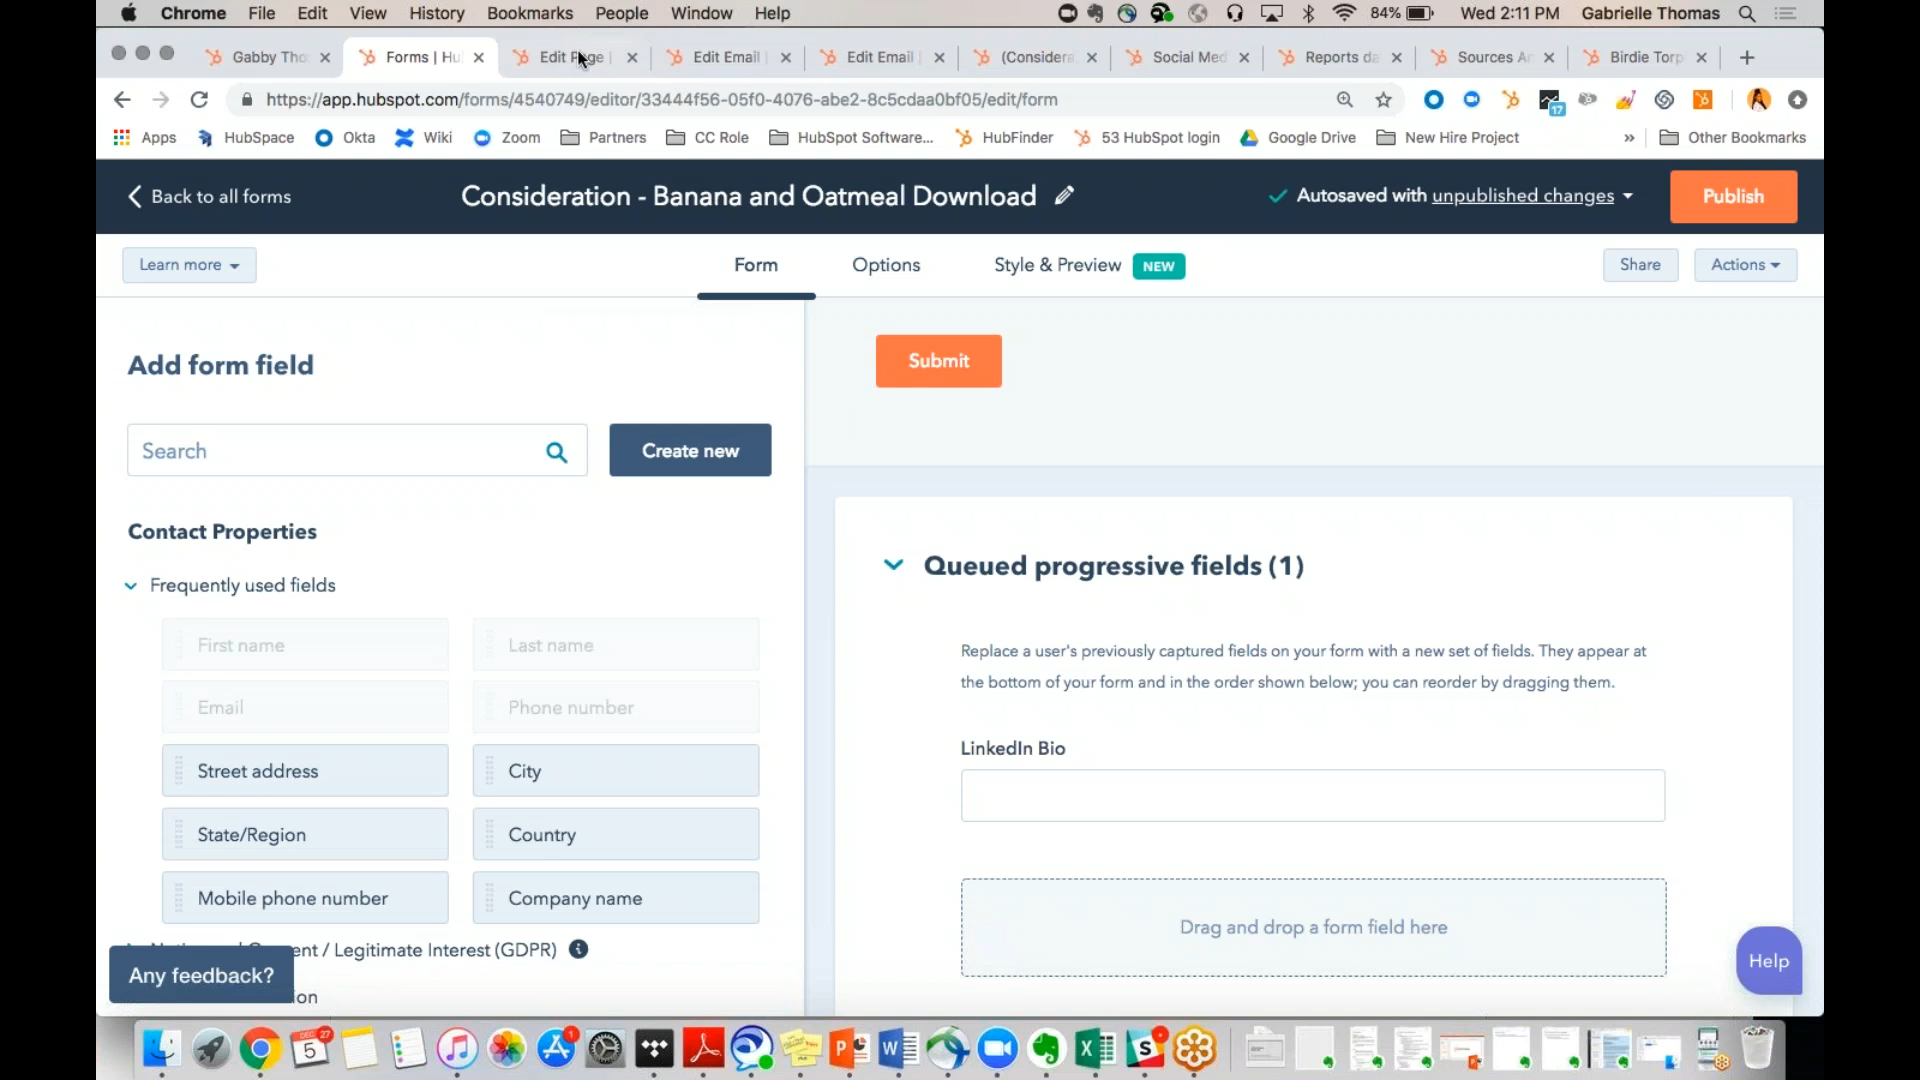 Chrome File Edit View History Bookmarks People Window Help 84% Wed 2:11 PM Gabrielle Thomas
Gabby Tho Forms | Hu Edit Page | Edit Email | Edit Email | (Considera Social Med Reports da Sources An Birdie Torp
https://app.hubspot.com/forms/4540749/editor/33444f56-05f0-4076-abe2-8c5cdaa0bf05/edit/form 17
Apps HubSpace Okta Wiki Zoom Partners CC Role HubSpot Software... HubFinder 53 HubSpot login Google Drive New Hire Project » Other Bookmarks
Back to all forms Consideration - Banana and Oatmeal Download Autosaved with unpublished changes Publish
Learn more Form Options Style & Preview NEW Share Actions
Add form field
Submit
Search Create new
Contact Properties
Queued progressive fields (1)
Frequently used fields
First name Last name
Replace a user's previously captured fields on your form with a new set of fields. They appear at
the bottom of your form and in the order shown below; you can reorder by dragging them.
Email Phone number
LinkedIn Bio
Street address City
State/Region Country
Mobile phone number Company name
Drag and drop a form field here
ent / Legitimate Interest (GDPR)
Any feedback?
ion
Help
DEC 27
5
1